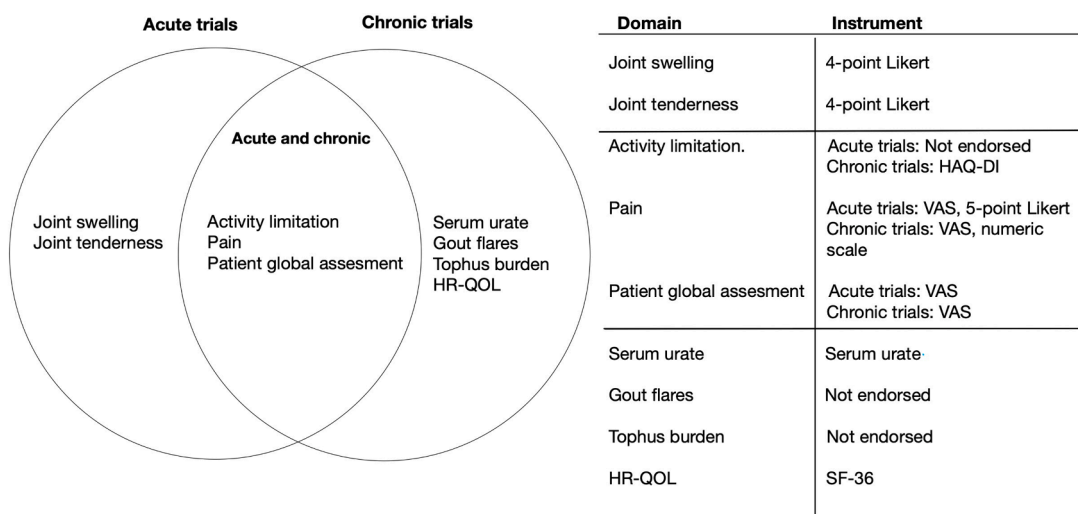 Acute trials
Chronic trials
Acute and chronic
Joint swelling
Joint tenderness
Activity limitation
Pain
Patient global assesment
Serum urate
Gout flares
Tophus burden
HR-QOL
Domain Instrument
Joint swelling 4-point Likert
Joint tenderness 4-point Likert
Activity limitation. Acute trials: Not endorsed
Chronic trials: HAQ-DI
Pain Acute trials: VAS, 5-point Likert
Chronic trials: VAS, numeric
scale
Patient global assesment Acute trials: VAS
Chronic trials: VAS
Serum urate Serum urate
Gout flares Not endorsed
Tophus burden Not endorsed
HR-QOL SF-36